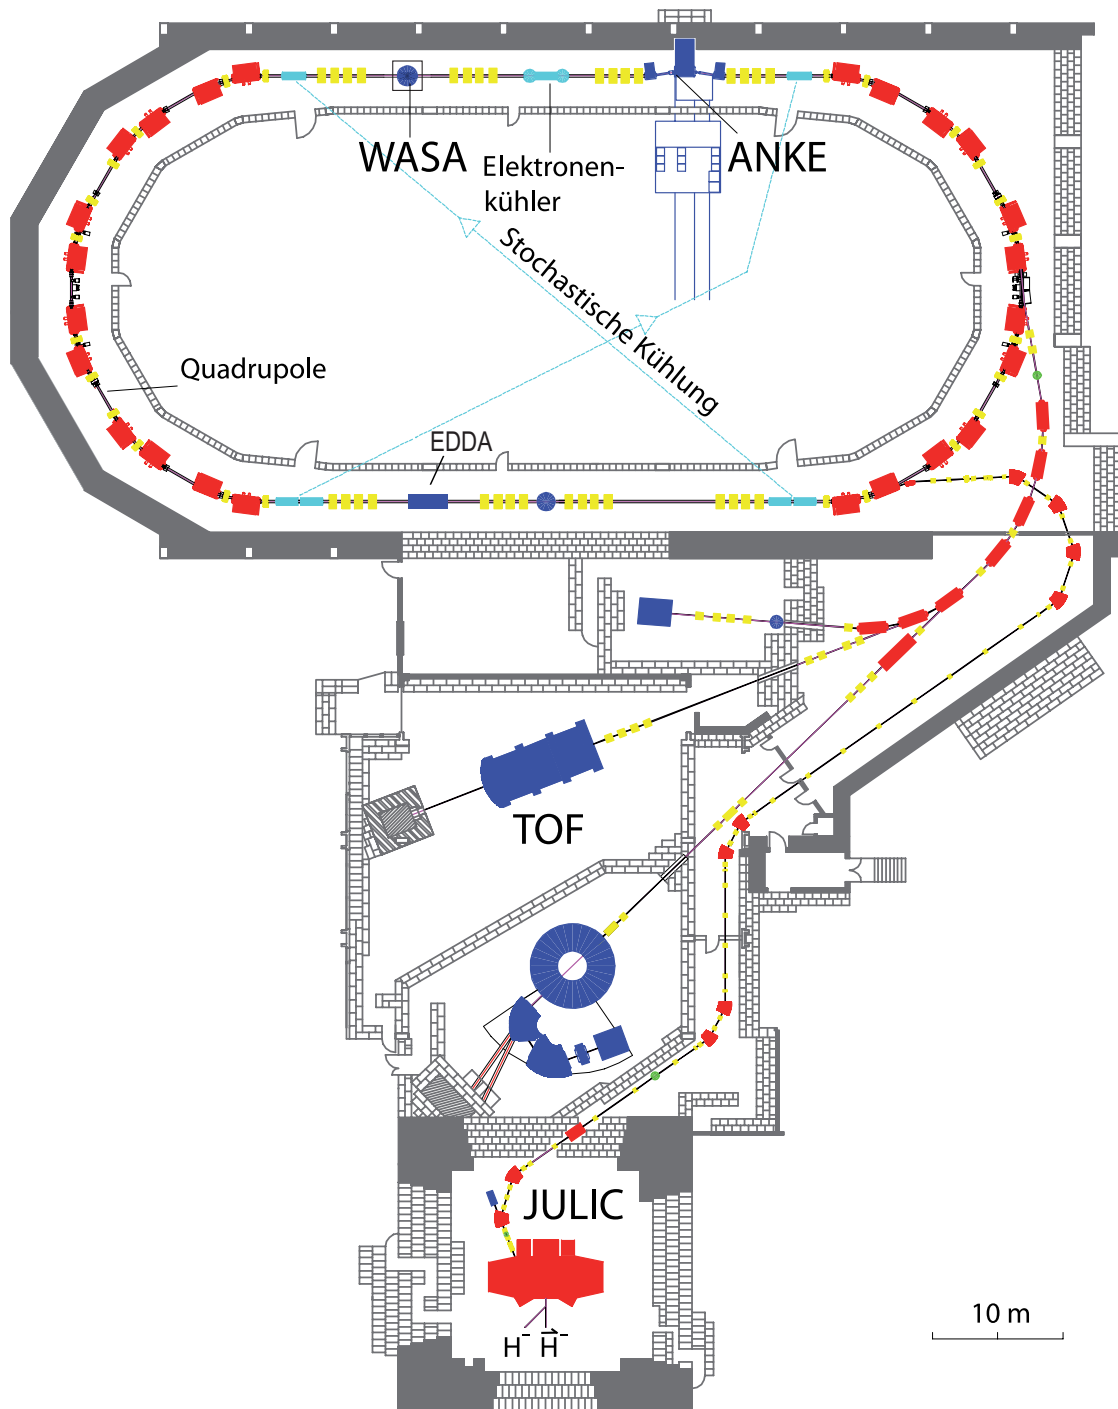 WASA
Elektronen-
kühler
ANKE
Stochastische Kühlung
Quadrupole
EDDA
TOF
JULIC
H⁻ H⃗⁻
10 m